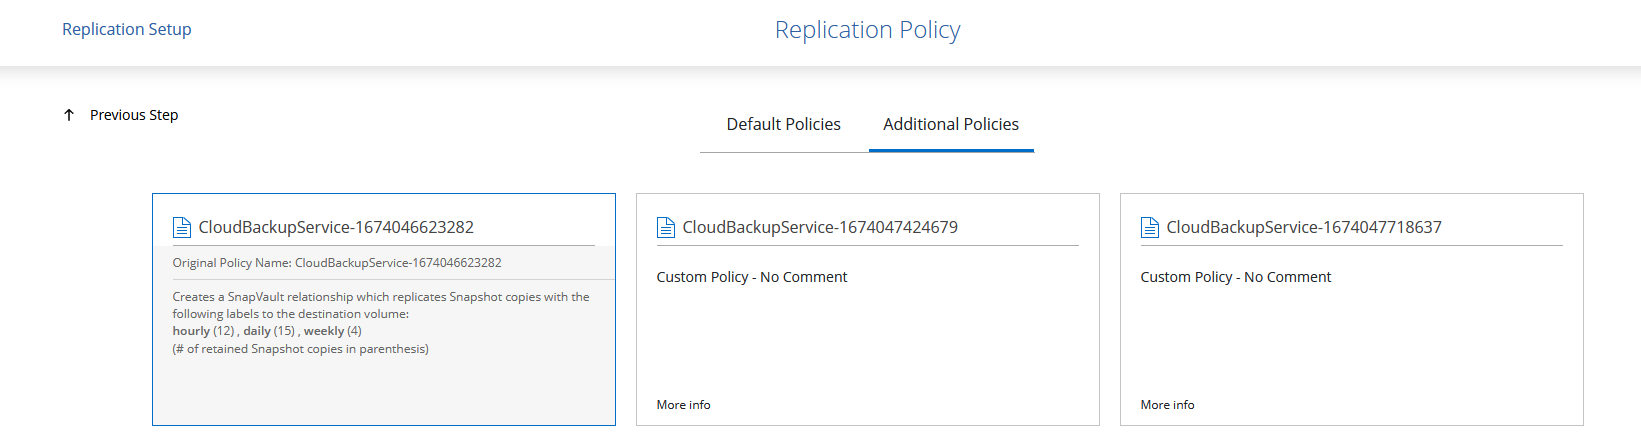 Replication Setup
Replication Policy
Previous Step
Default Policies
Additional Policies
CloudBackupService-1674046623282
Original Policy Name: CloudBackupService-1674046623282
Creates a SnapVault relationship which replicates Snapshot copies with the
following labels to the destination volume:
hourly (12) , daily (15) , weekly (4)
(# of retained Snapshot copies in parenthesis)
CloudBackupService-1674047424679
Custom Policy - No Comment
More info
CloudBackupService-1674047718637
Custom Policy - No Comment
More info